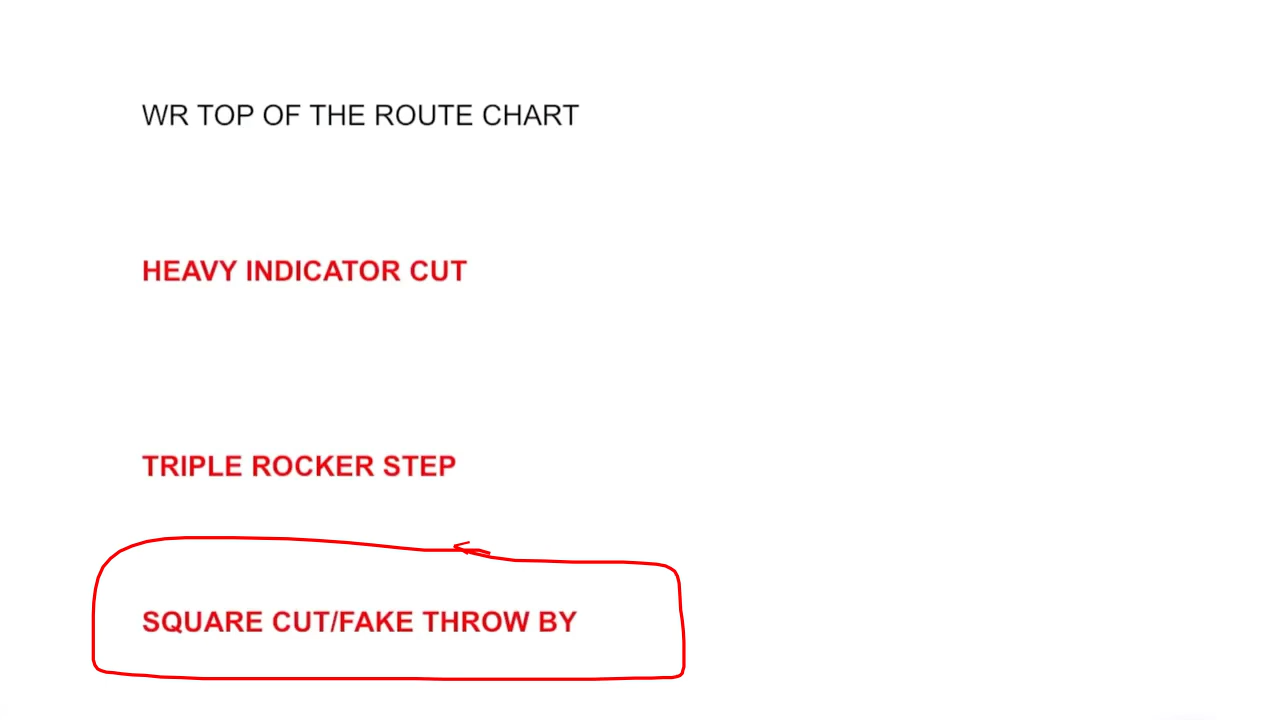 WR TOP OF THE ROUTE CHART
HEAVY INDICATOR CUT
TRIPLE ROCKER STEP
SQUARE CUT/FAKE THROW BY